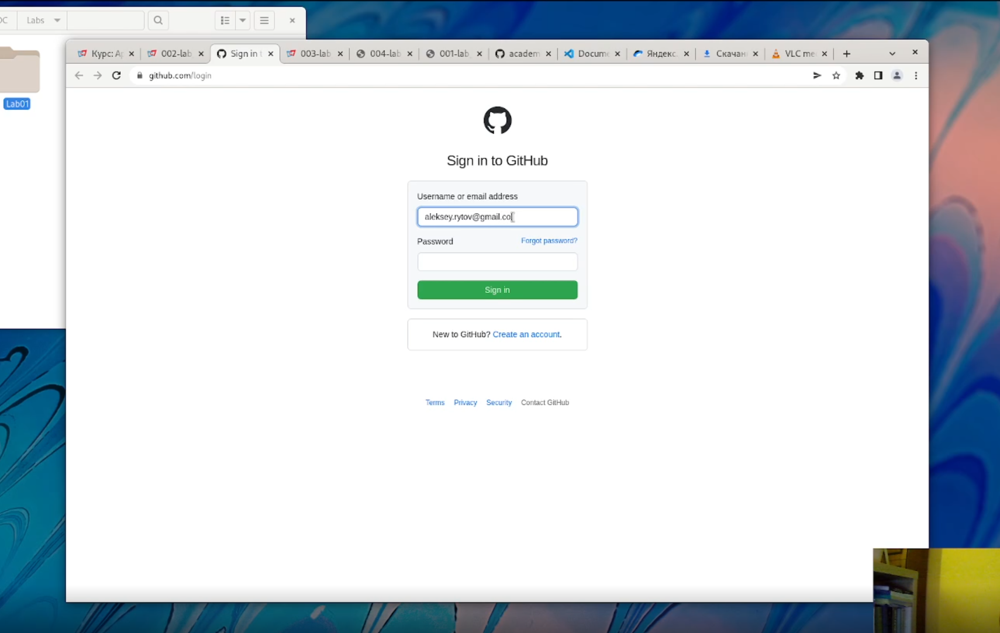 Labs
Lab01
Курс: Ар
002-lab
Sign in t
003-lab
004-lab
001-lab_
academ
Docume
Яндекс.
Скачан
VLC me
github.com/login
Sign in to GitHub
Username or email address
aleksey.rytov@gmail.co
Password
Forgot password?
Sign in
New to GitHub? Create an account.
Terms
Privacy
Security
Contact GitHub